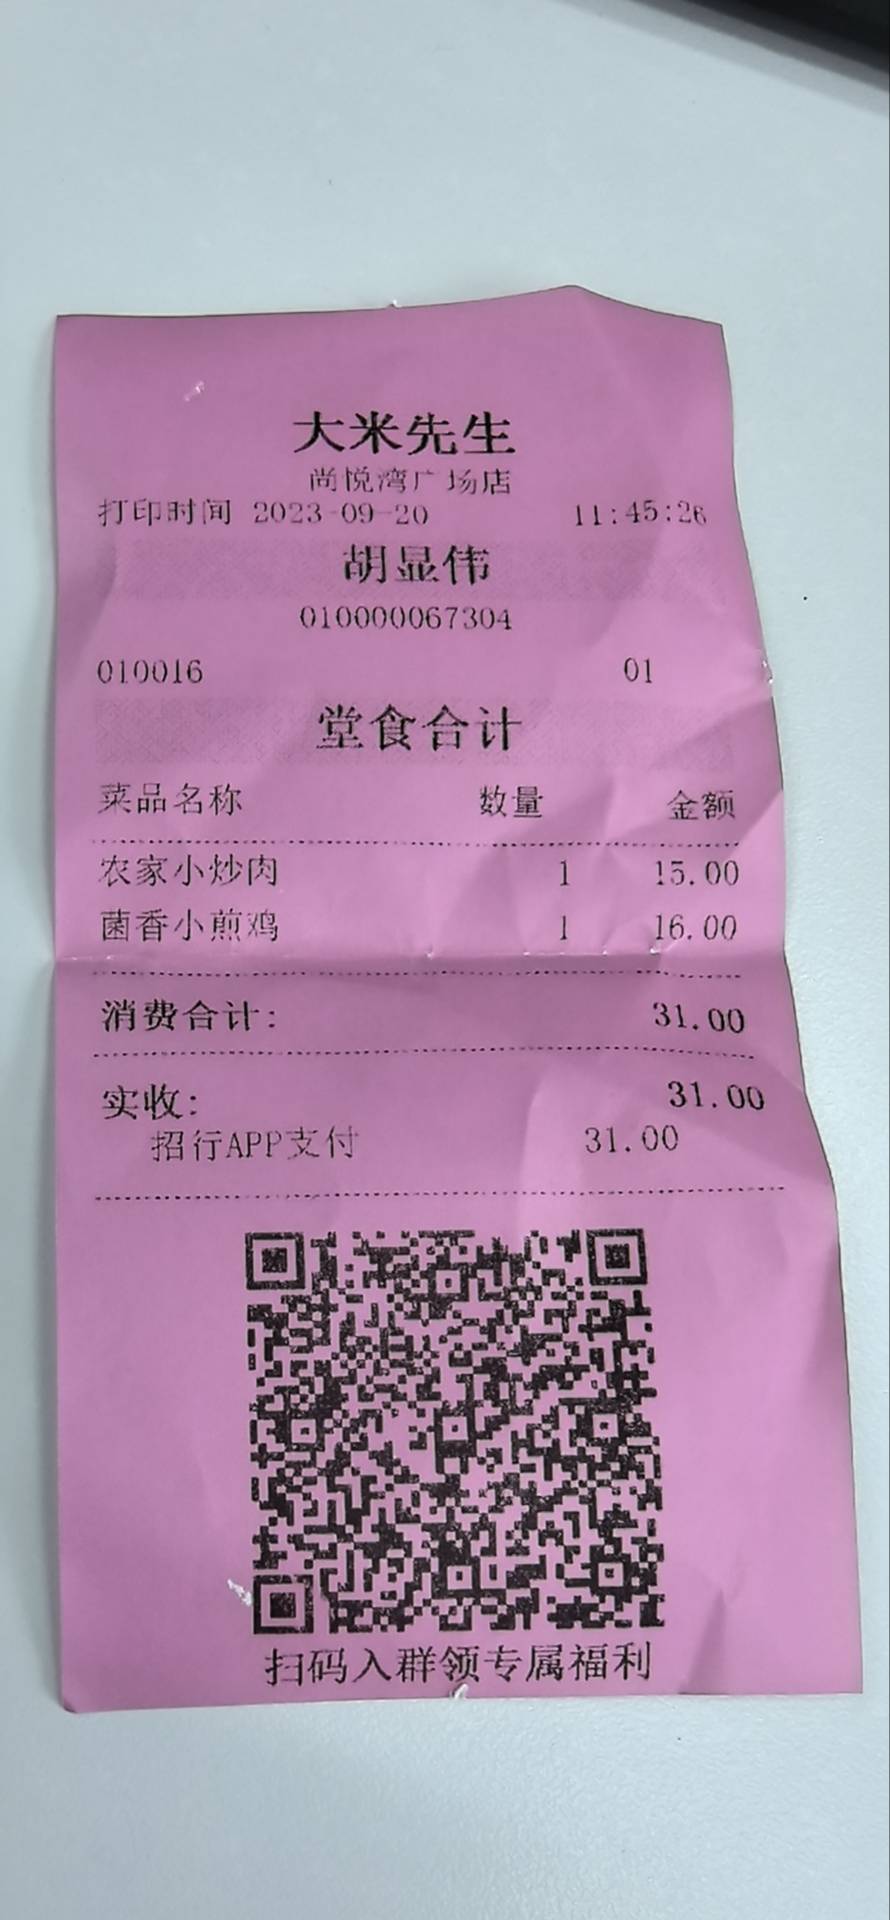 大米先生
尚悦湾广场店
打印时间 2023-09-20 11:45:26
胡显伟
010000067304
010016 01
堂食合计
菜品名称 数量 金额
农家小炒肉 1 15.00
菌香小煎鸡 1 16.00
消费合计: 31.00
实收: 31.00
招行APP支付 31.00
扫码入群领专属福利